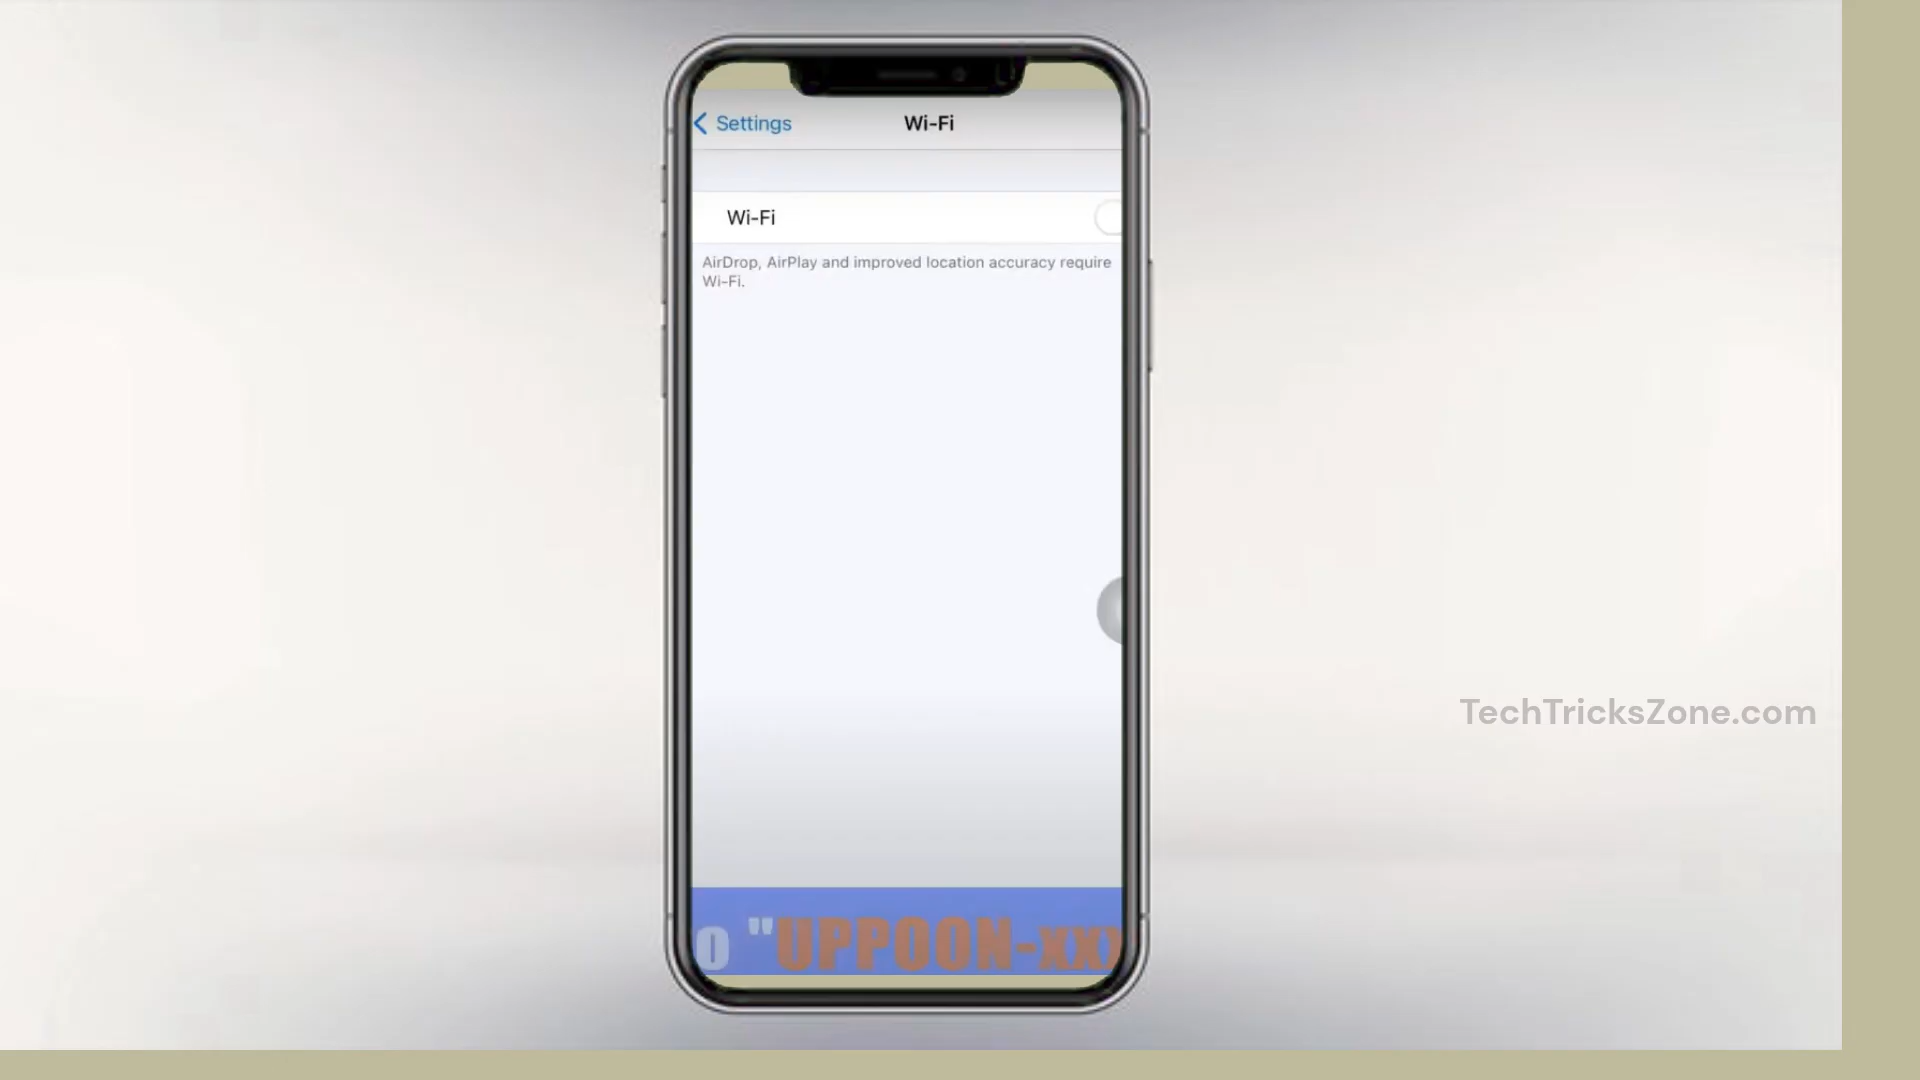 Settings
Wi-Fi
Wi-Fi
AirDrop, AirPlay and improved location accuracy require
Wi-Fi.
TechTricksZone.com
o "UPPOON-xx